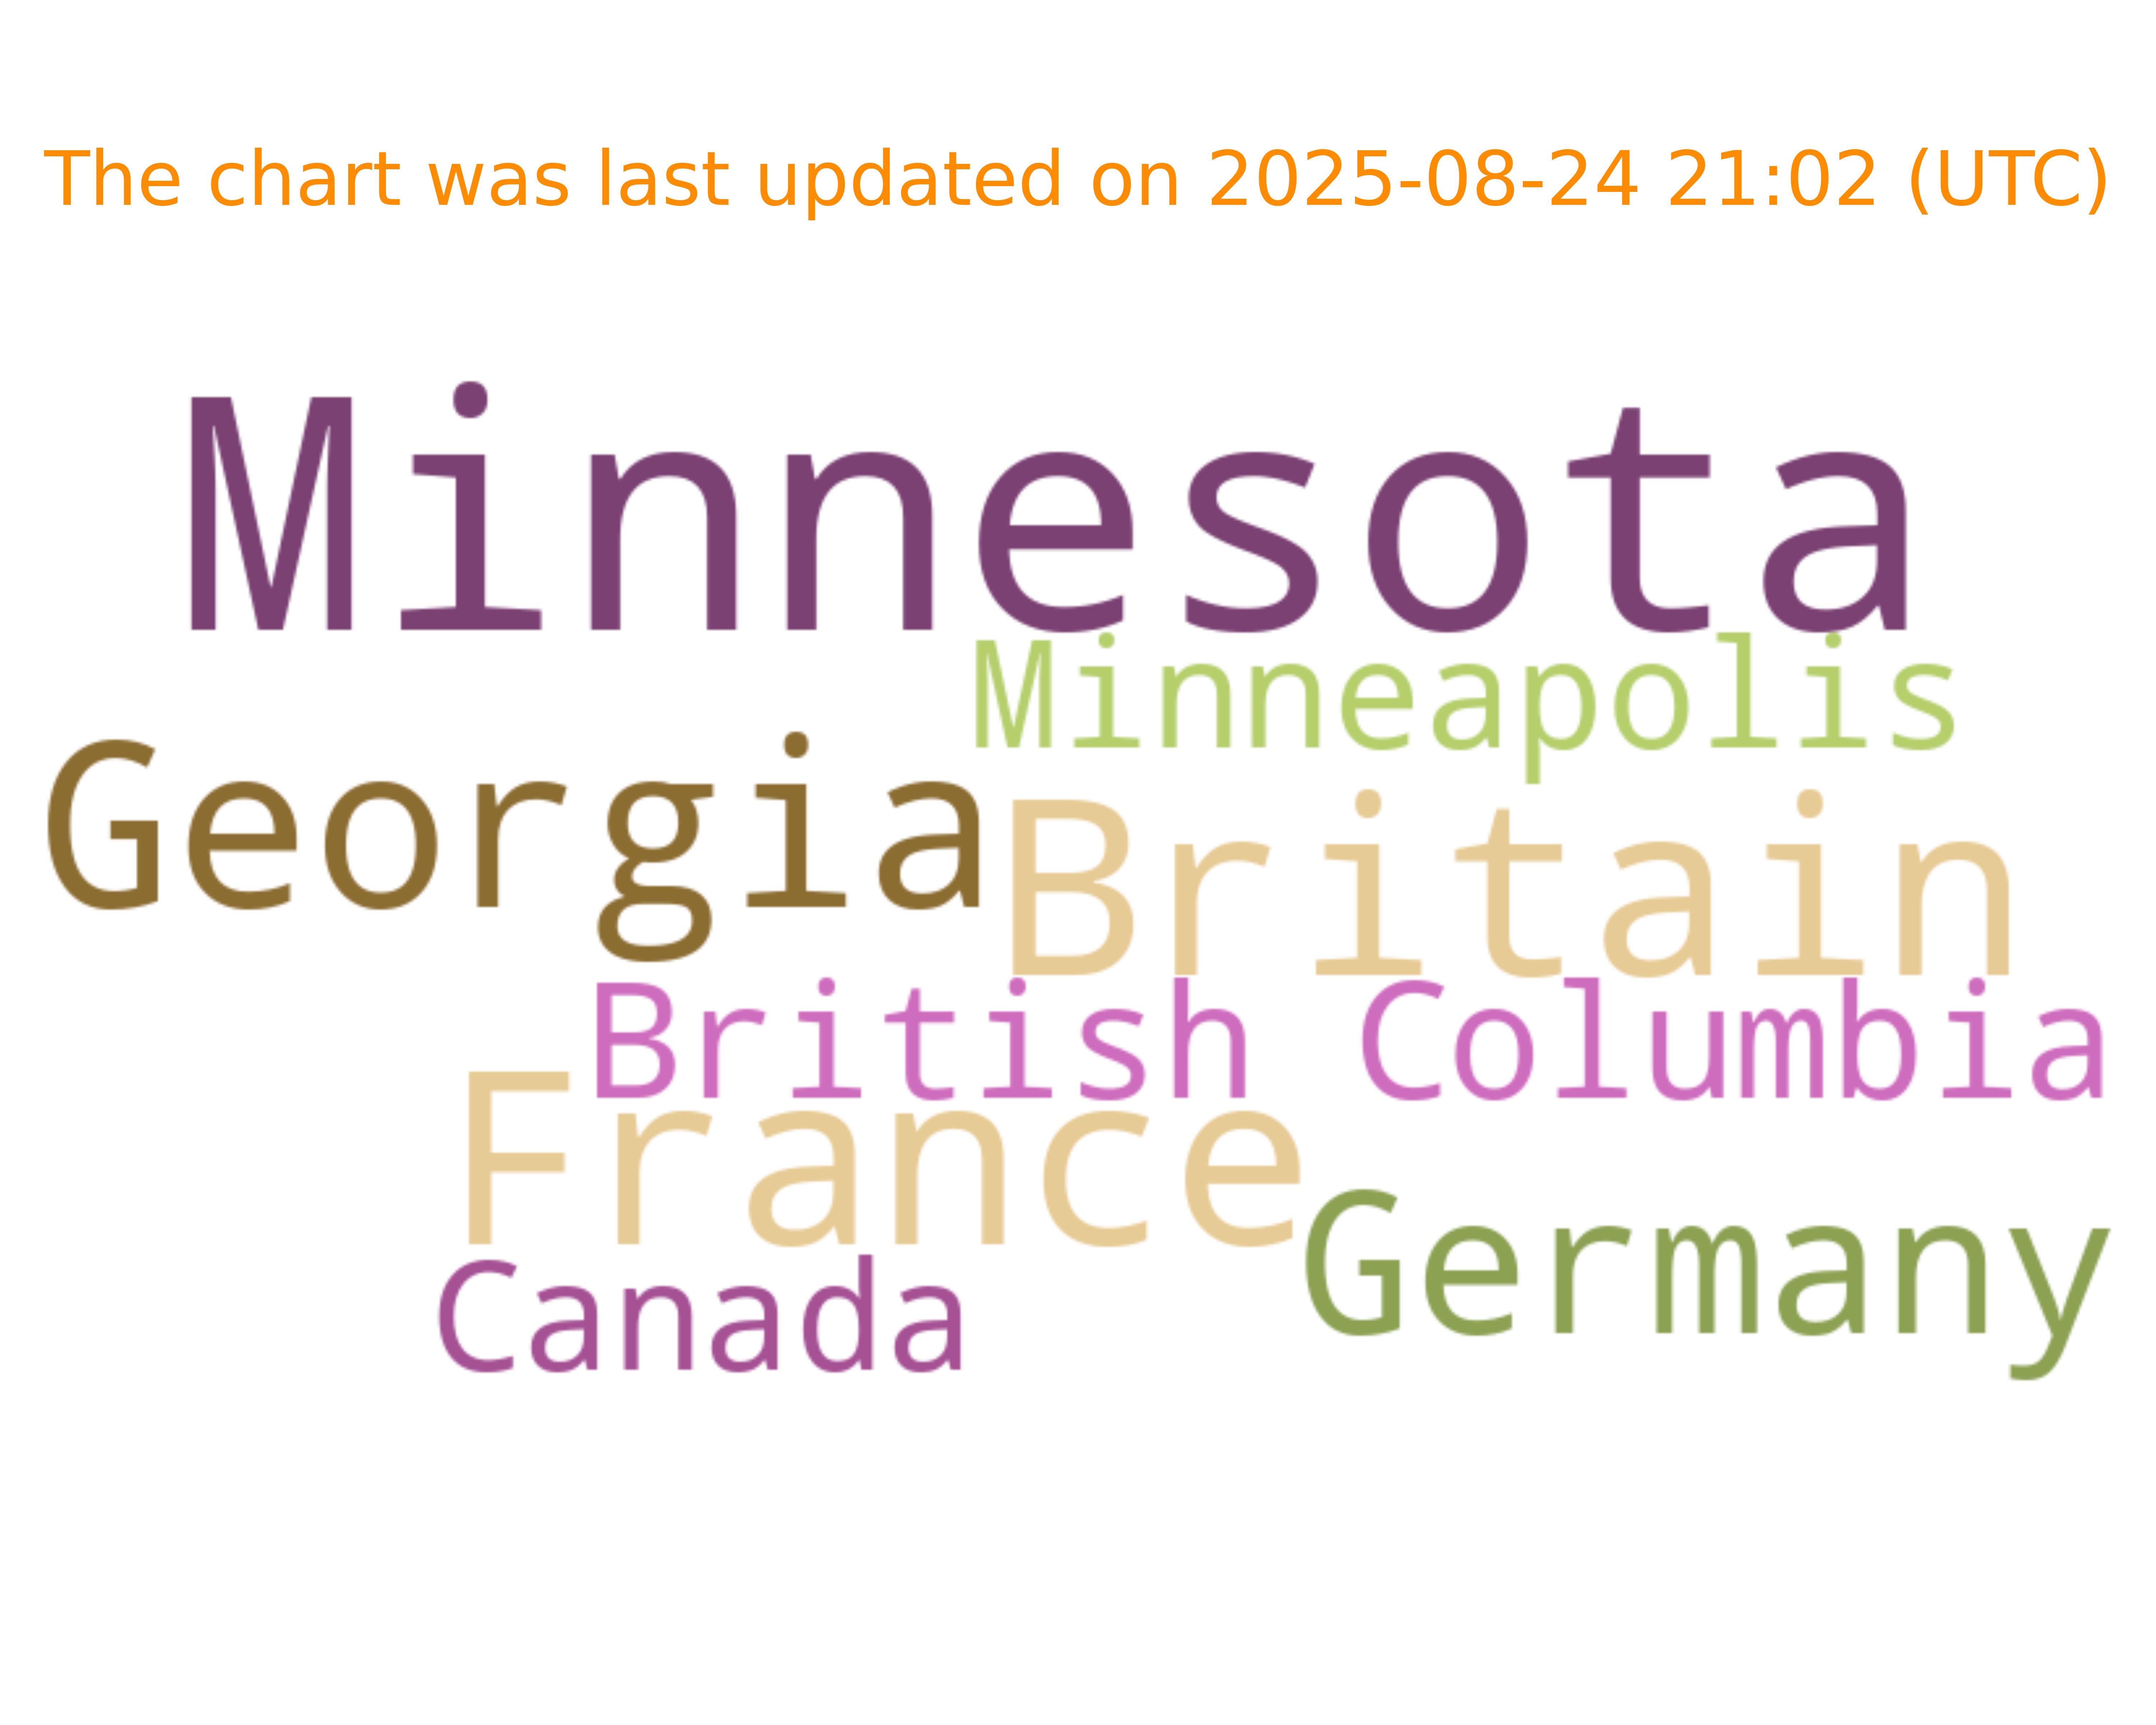 The chart was last updated on 2025-08-24 21:02 (UTC)
Minnesota
Minneapolis
Georgia
Britain
British Columbia
France
Germany
Canada